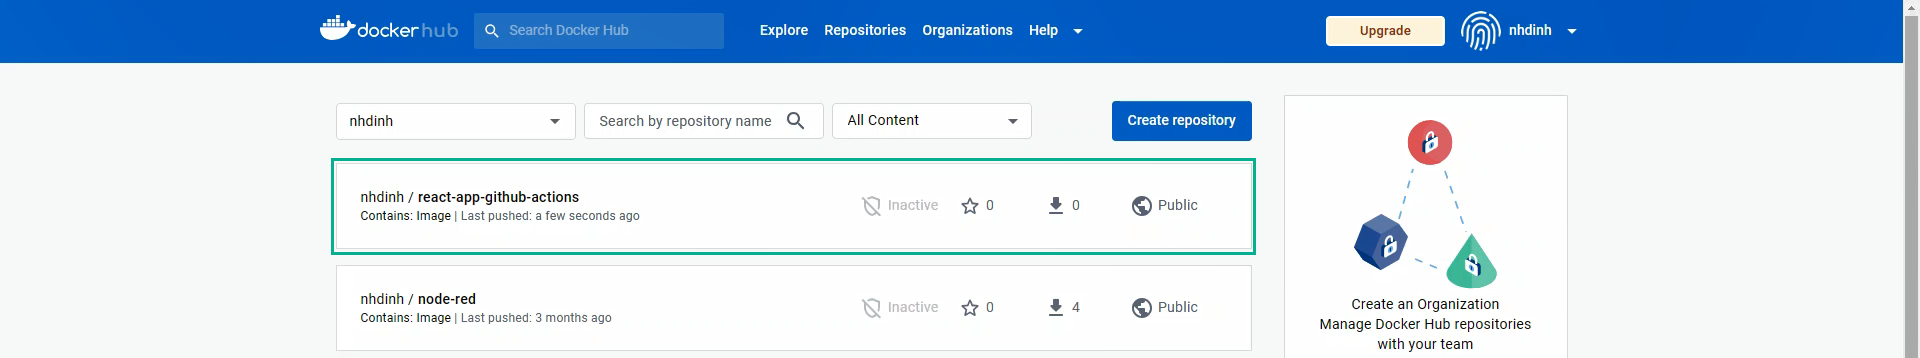 dockerhub
Search Docker Hub
Explore
Repositories
Organizations
Help
Upgrade
nhdinh
nhdinh
Search by repository name
All Content
Create repository
nhdinh / react-app-github-actions
Contains: Image | Last pushed: a few seconds ago
Inactive
0
0
Public
nhdinh / node-red
Contains: Image | Last pushed: 3 months ago
Inactive
0
4
Public
Create an Organization
Manage Docker Hub repositories
with your team